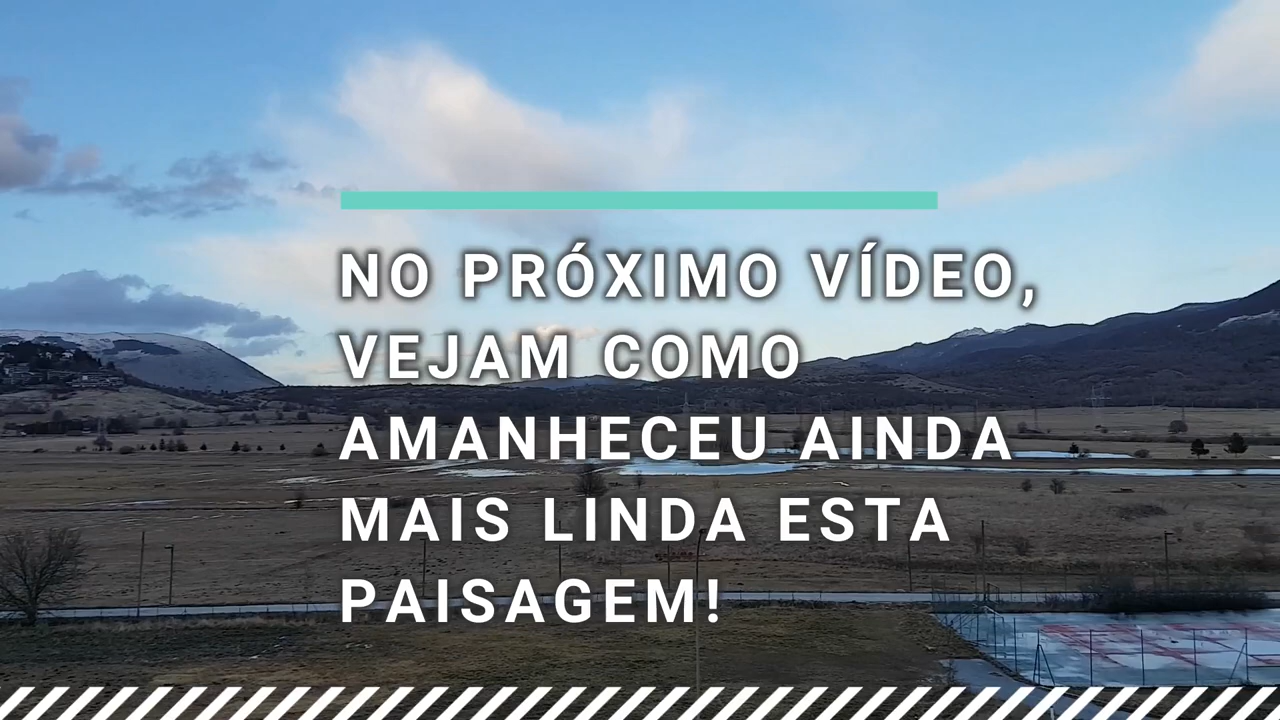 NO PRÓXIMO VÍDEO,
VEJAM COMO
AMANHECEU AINDA
MAIS LINDA ESTA
PAISAGEM!